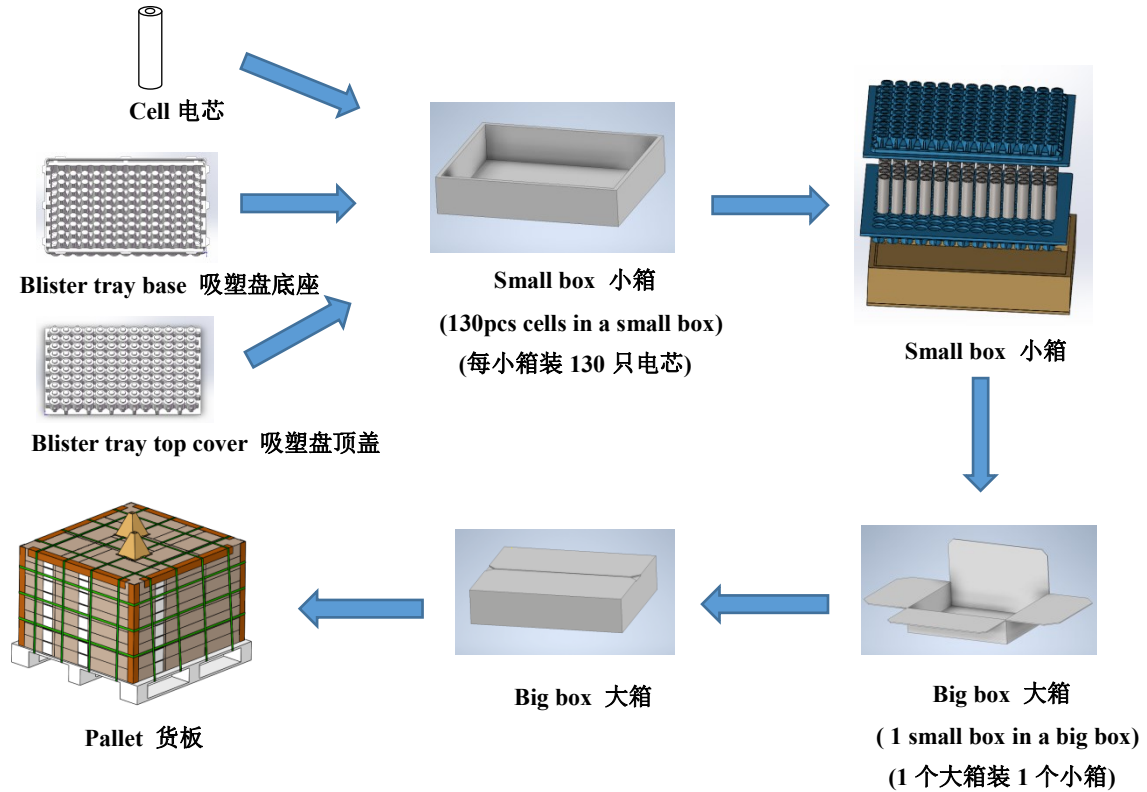 Cell 电芯
Blister tray base 吸塑盘底座
Blister tray top cover 吸塑盘顶盖
Small box 小箱
(130pcs cells in a small box)
(每小箱装 130 只电芯)
Small box 小箱
Big box 大箱
( 1 small box in a big box)
(1 个大箱装 1 个小箱)
Big box 大箱
Pallet 货板